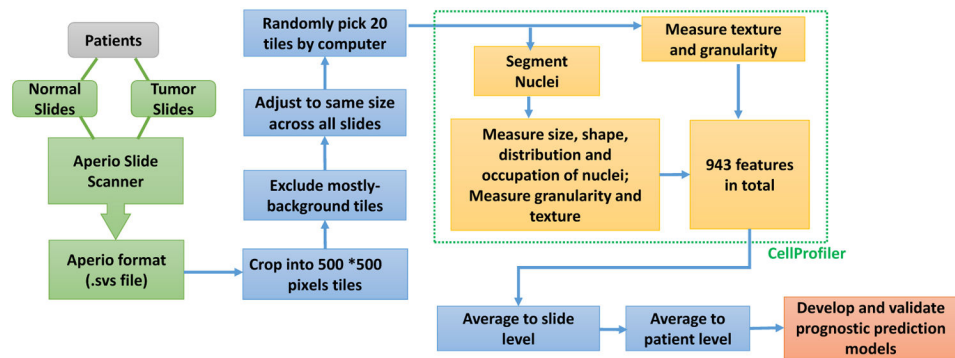 Patients
Normal
Slides
Tumor
Slides
Aperio Slide
Scanner
Aperio format
(.svs file)
Crop into 500 *500
pixels tiles
Exclude mostly-
background tiles
Adjust to same size
across all slides
Randomly pick 20
tiles by computer
Segment
Nuclei
Measure size, shape,
distribution and
occupation of nuclei;
Measure granularity and
texture
Measure texture
and granularity
943 features
in total
CellProfiler
Average to slide
level
Average to
patient level
Develop and validate
prognostic prediction
models